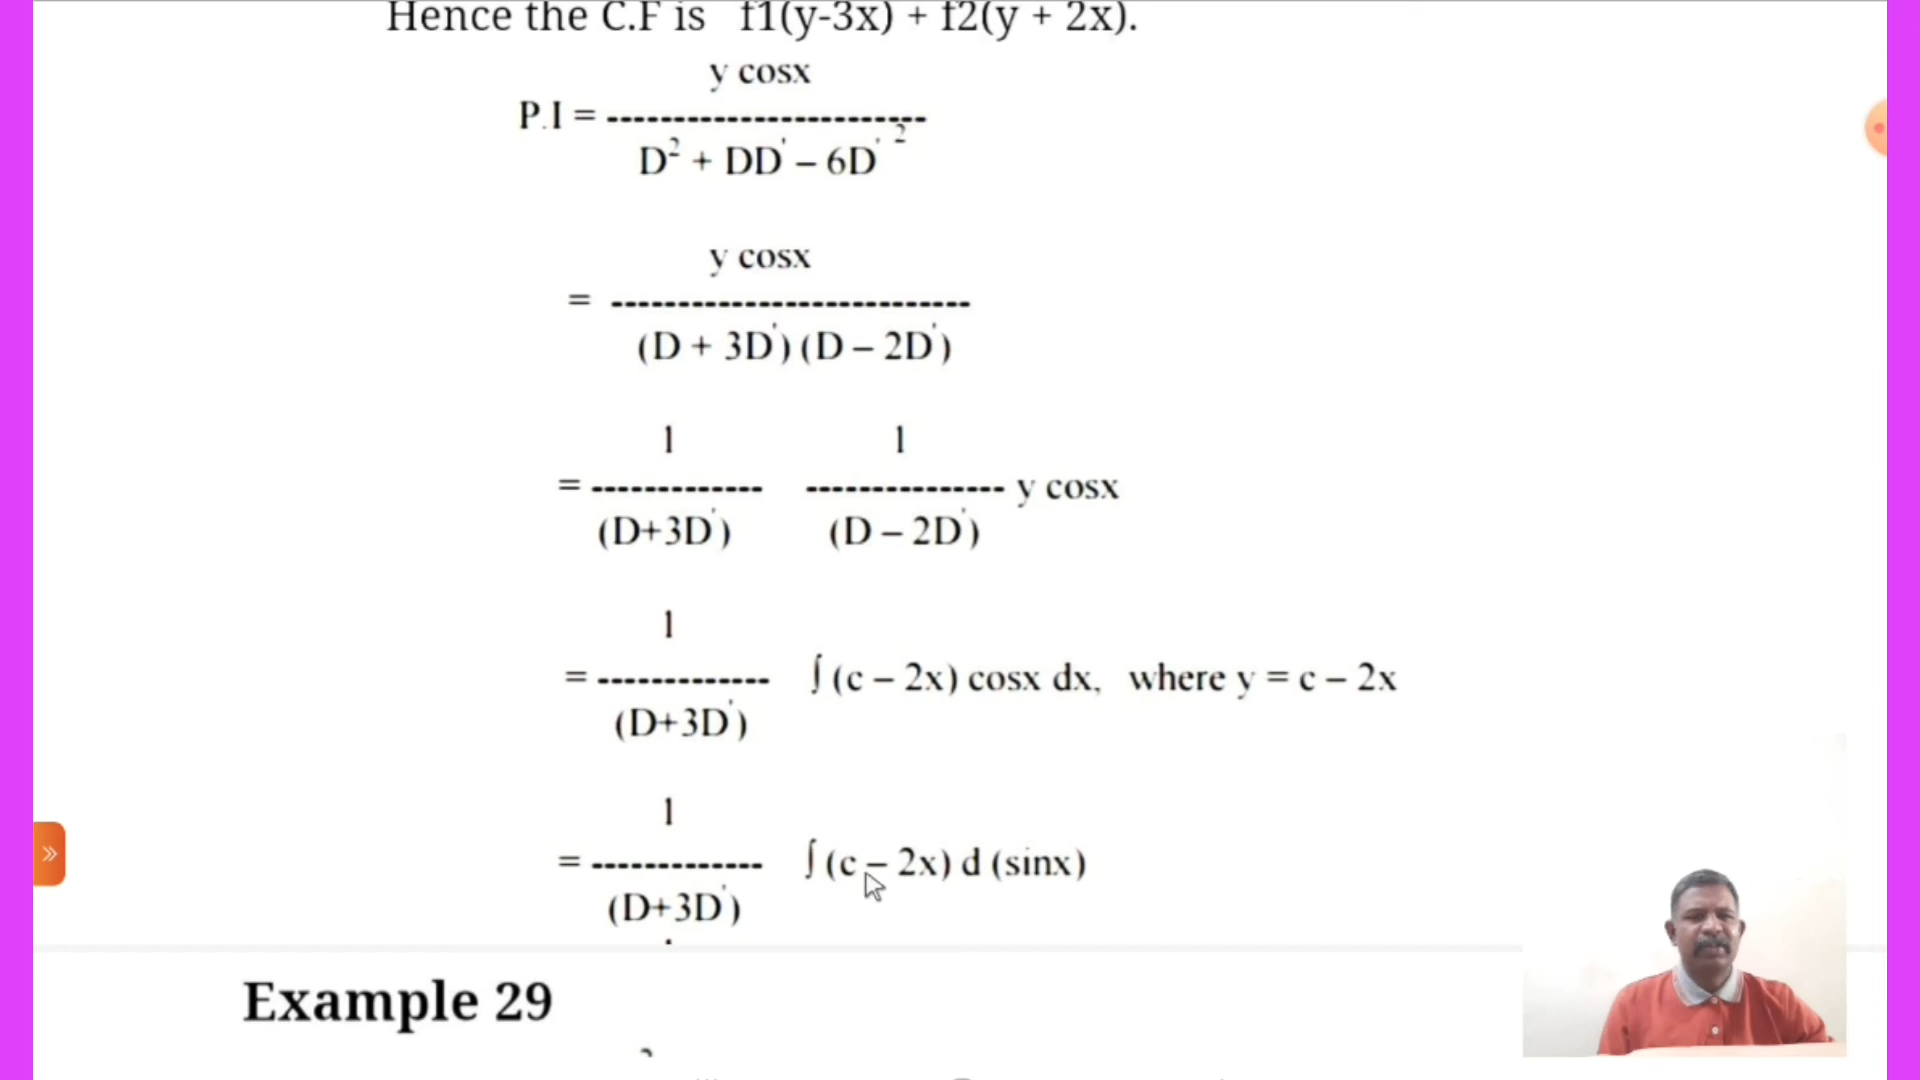 Hence the C.F is f1(y-3x) + f2(y + 2x).
y cosx
P.I = -----------------------
D² + DD' – 6D'²
y cosx
= --------------------------
(D + 3D') (D – 2D')
1 1
= ------------- --------------- y cosx
(D+3D') (D – 2D')
1
= ------------- ∫ (c – 2x) cosx dx, where y = c – 2x
(D+3D')
1
= ------------- ∫ (c – 2x) d (sinx)
(D+3D')
Example 29